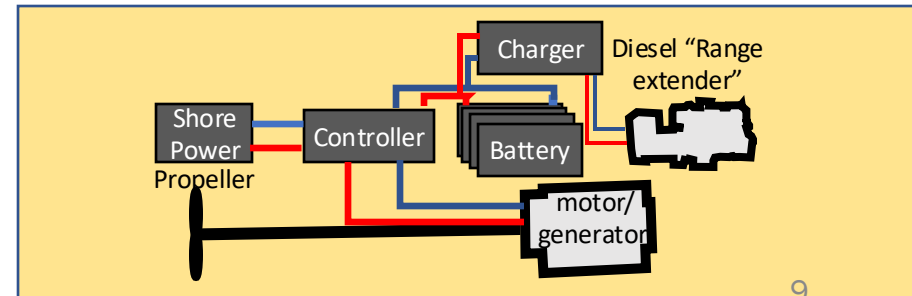 Charger
Diesel “Range
extender”
Shore
Power
Controller
Battery
Propeller
motor/
generator
9